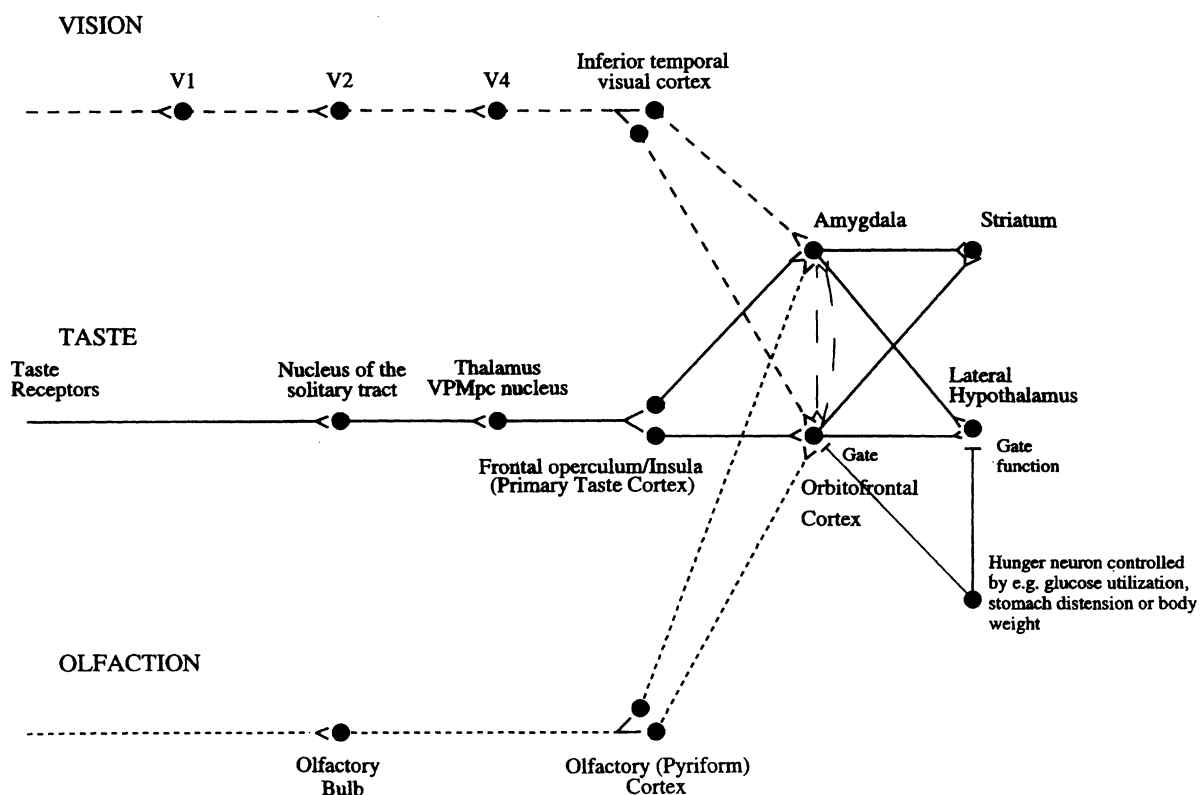 VISION
V1
V2
V4
Inferior temporal
visual cortex
Amygdala
Striatum
TASTE
Taste
Receptors
Nucleus of the
solitary tract
Thalamus
VPMpc nucleus
Frontal operculum/Insula
(Primary Taste Cortex)
Lateral
Hypothalamus
Gate
Orbitofrontal
Cortex
Gate
function
Hunger neuron controlled
by e.g. glucose utilization,
stomach distension or body
weight
OLFACTION
Olfactory
Bulb
Olfactory (Pyriform)
Cortex